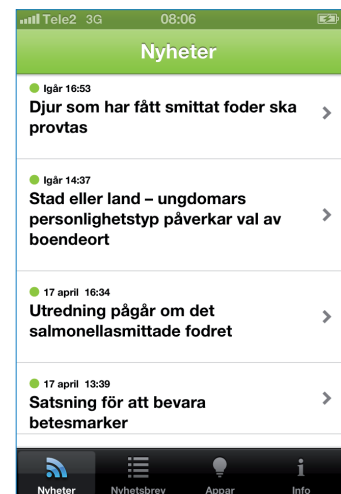 Tele2 3G 08:06
Nyheter
Igår 16:53
Djur som har fått smittat foder ska
provtas
Igår 14:37
Stad eller land – ungdomars
personlighetstyp påverkar val av
boendeort
17 april 16:34
Utredning pågår om det
salmonellasmittade fodret
17 april 13:39
Satsning för att bevara
betesmarker
Nyheter Nyhetsbrev Appar Info